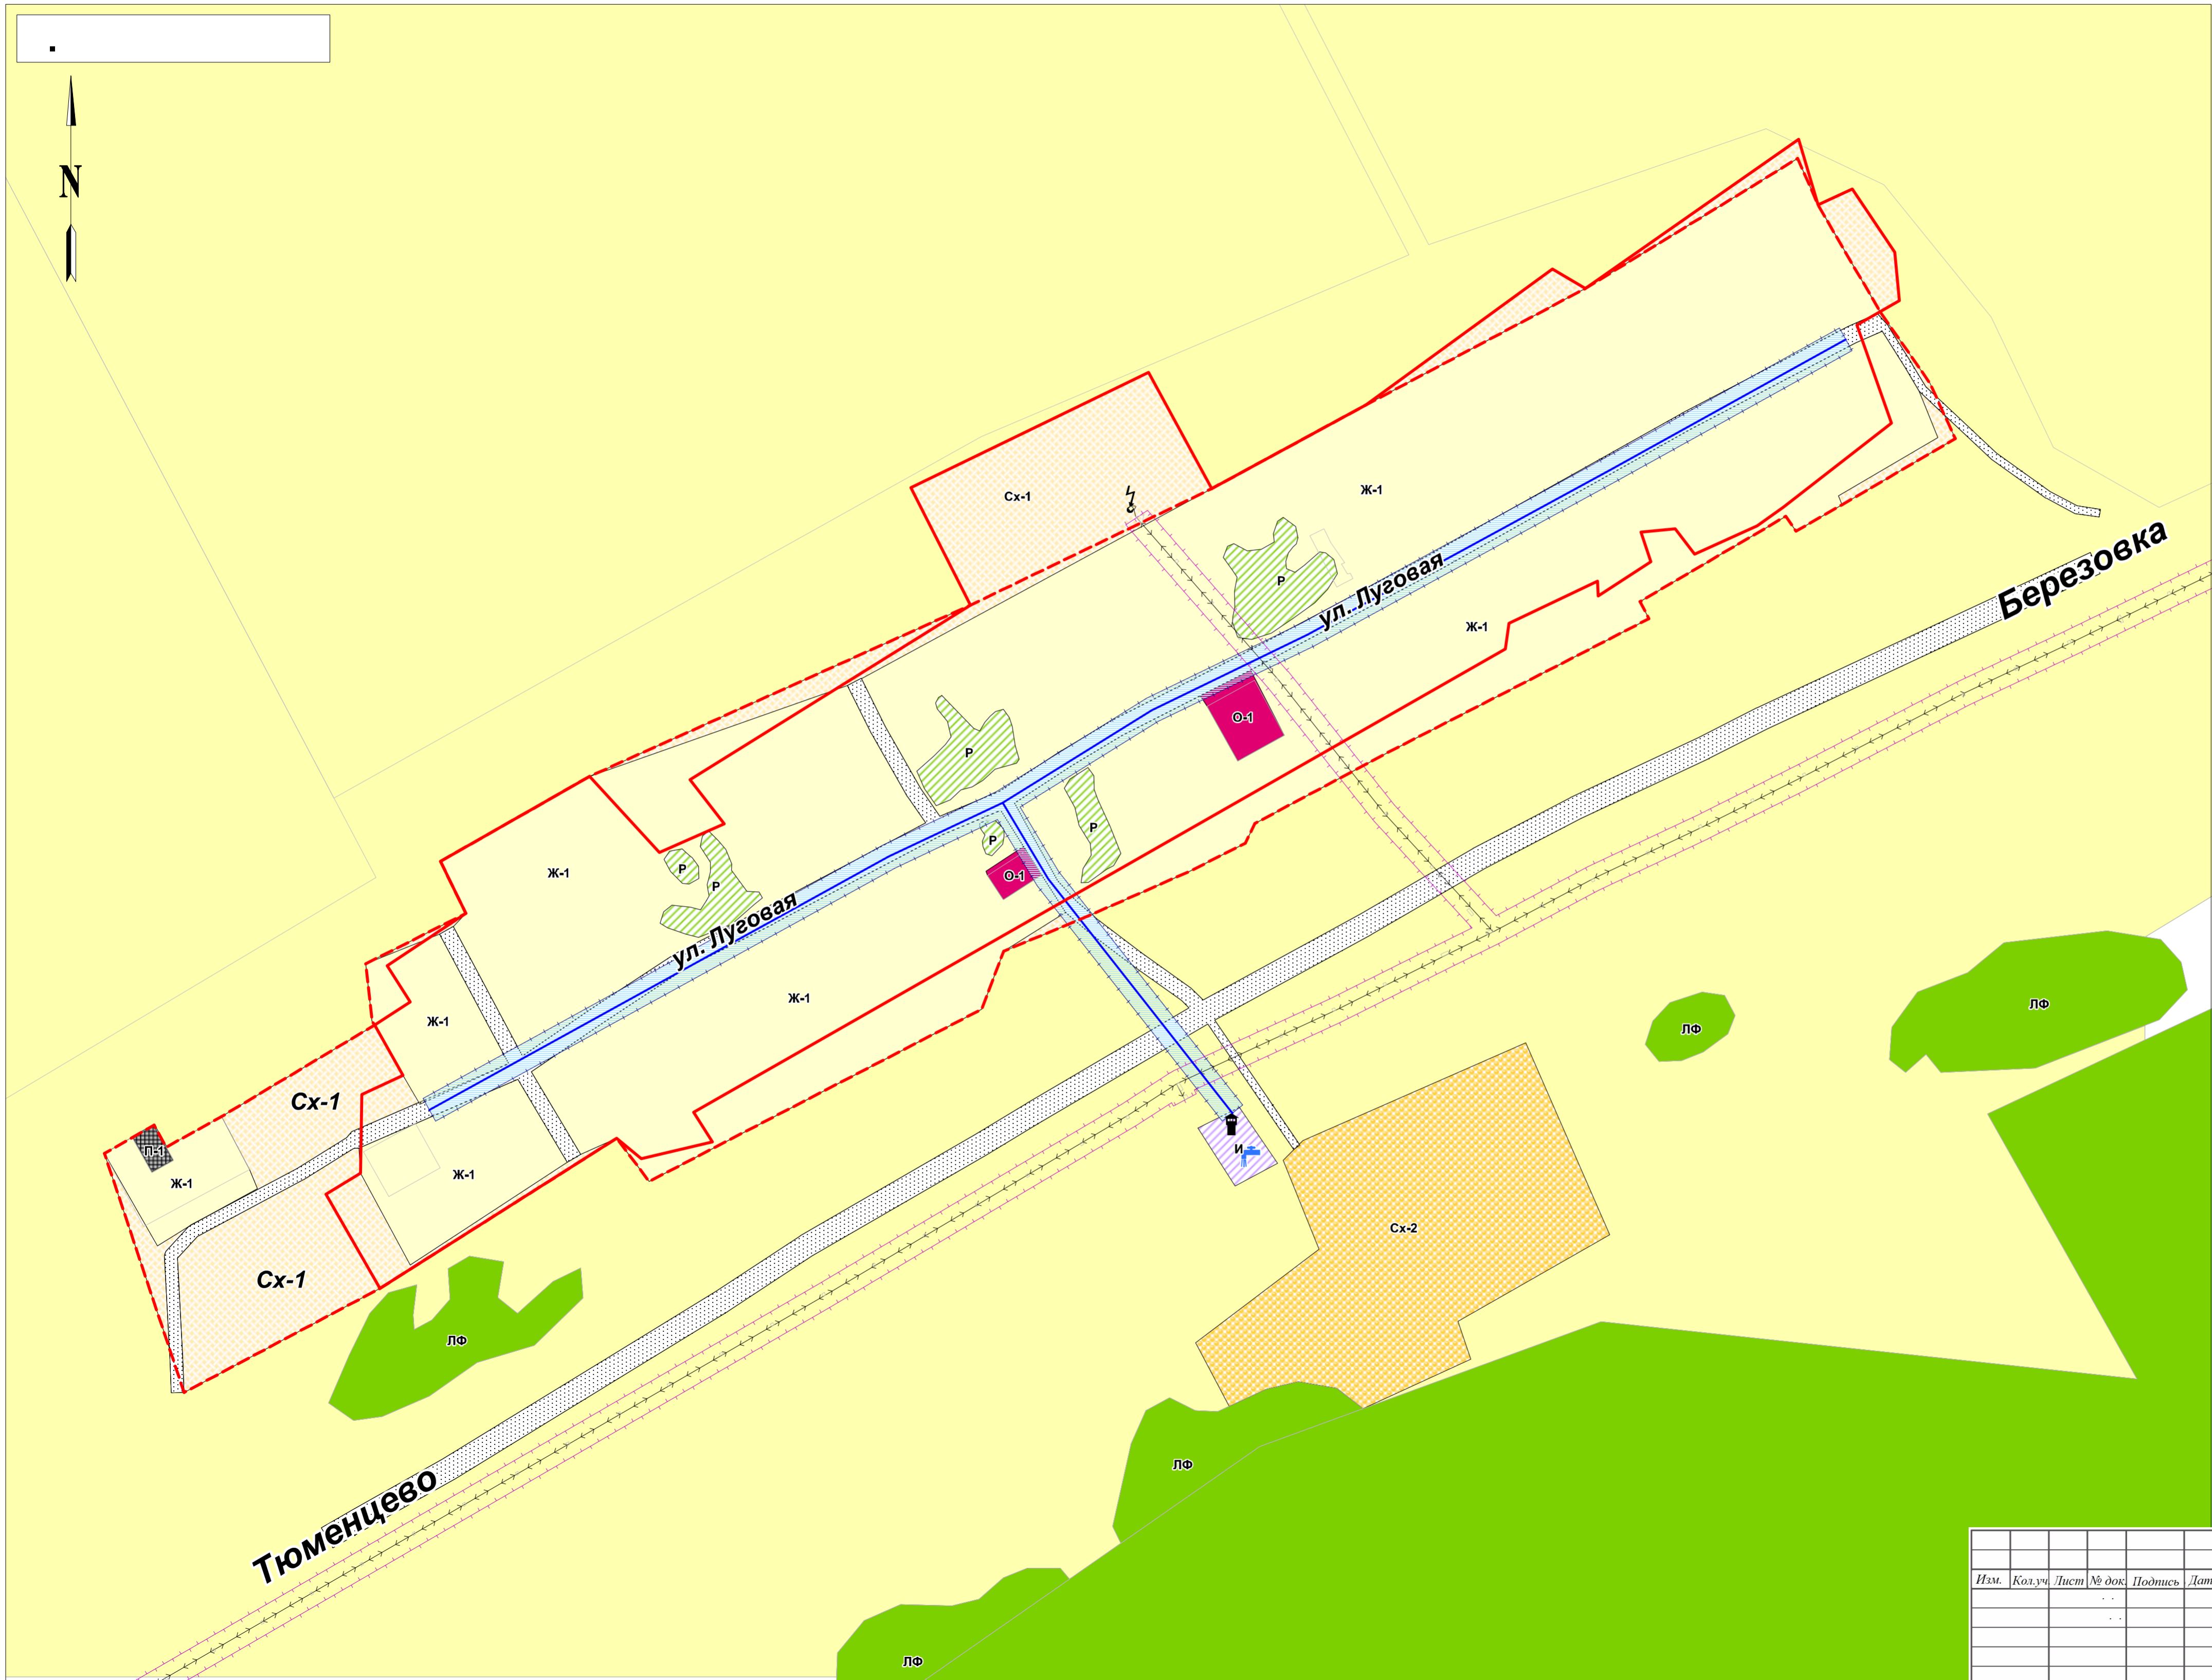 N
Сх-1
Ж-1
Р
ул. Луговая
Березовка
Ж-1
О-1
Р
Р
Р
О-1
Ж-1
Р
Р
ул. Луговая
Ж-1
Ж-1
ЛФ
ЛФ
Сх-1
П-1
Ж-1
Ж-1
И
Сх-2
Сх-1
ЛФ
ЛФ
Тюменцево
ЛФ
Изм. Кол.уч Лист № док. Подпись